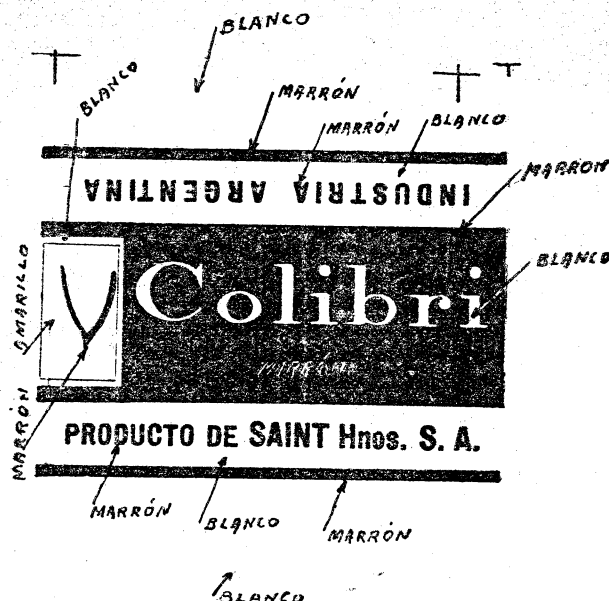 BLANCO
BLANCO
MARRÓN
MARRÓN
BLANCO
INDUSTRIA ARGENTINA
MARRON
BLANCO
AMARILLO
Colibri
MARRÓN
PRODUCTO DE SAINT Hnos. S. A.
MARRÓN
BLANCO
MARRÓN
BLANCO